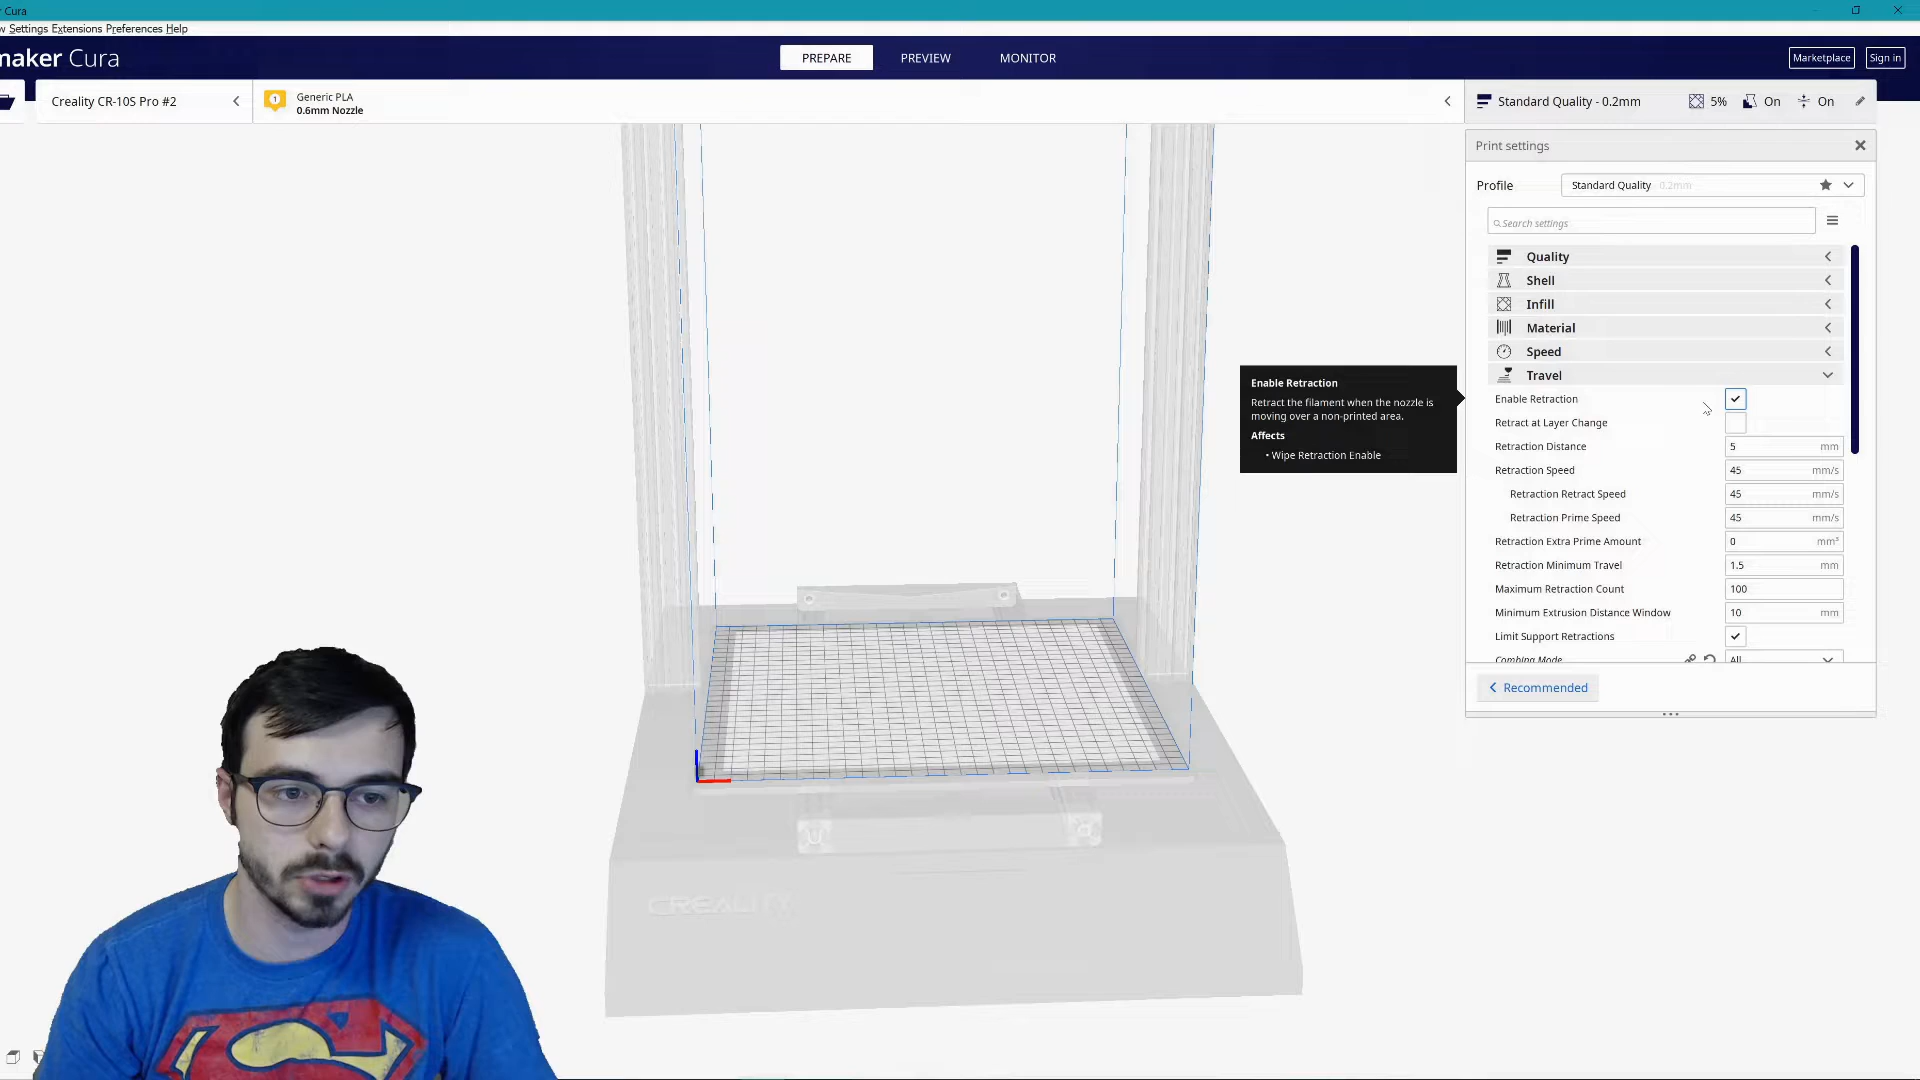 Cura
Settings Extensions Preferences Help
maker Cura
PREPARE
PREVIEW
MONITOR
Marketplace
Sign in
Creality CR-10S Pro #2
1
Generic PLA
0.6mm Nozzle
Standard Quality - 0.2mm
5%
On
On
Print settings
Profile
Standard Quality 0.2mm
Search settings
Quality
Shell
Infill
Material
Speed
Travel
Enable Retraction
Retract at Layer Change
Retraction Distance 5 mm
Retraction Speed 45 mm/s
Retraction Retract Speed 45 mm/s
Retraction Prime Speed 45 mm/s
Retraction Extra Prime Amount 0 mm³
Retraction Minimum Travel 1.5 mm
Maximum Retraction Count 100
Minimum Extrusion Distance Window 10 mm
Limit Support Retractions
Combing Mode All
Recommended
Enable Retraction
Retract the filament when the nozzle is
moving over a non-printed area.
Affects
• Wipe Retraction Enable
CREALITY